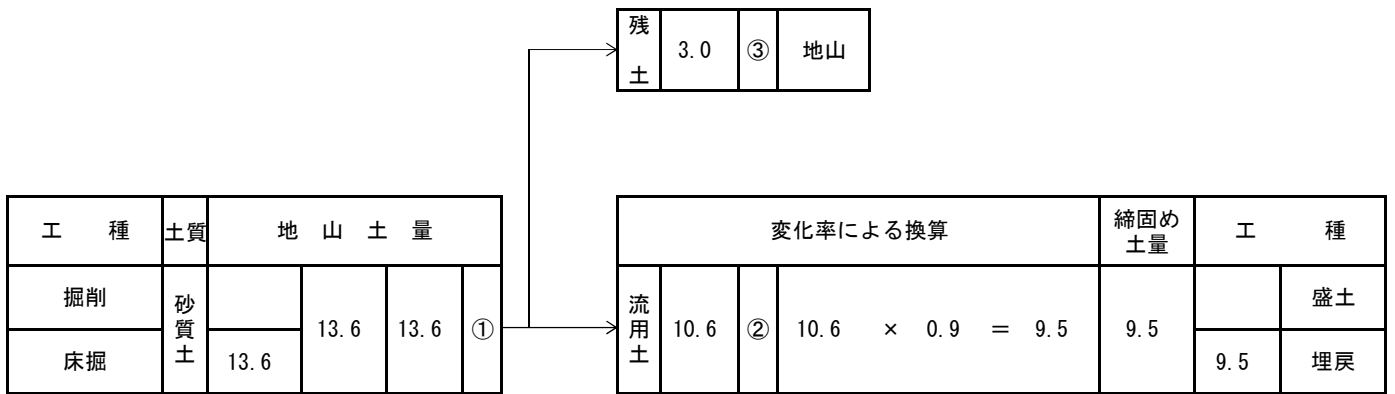 残土 3.0 ③ 地山
工種 土質 地山土量
掘削 砂質土 13.6 13.6 ①
床掘 13.6
変化率による換算 締固め土量 工種
流用土 10.6 ② 10.6 × 0.9 = 9.5 9.5 盛土
9.5 埋戻